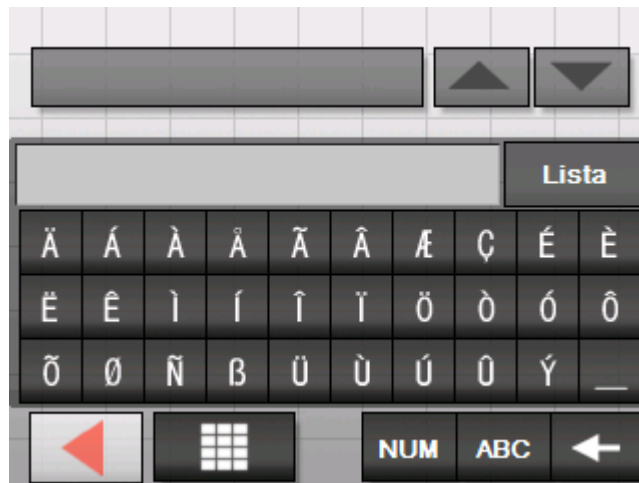 Lista
Ä Á À Å Ã Â Æ Ç É È
Ë Ê Ì Í Î Ï Ö Ò Ó Ô
Õ Ø Ñ ß Ü Ù Ú Û Ý _
NUM ABC